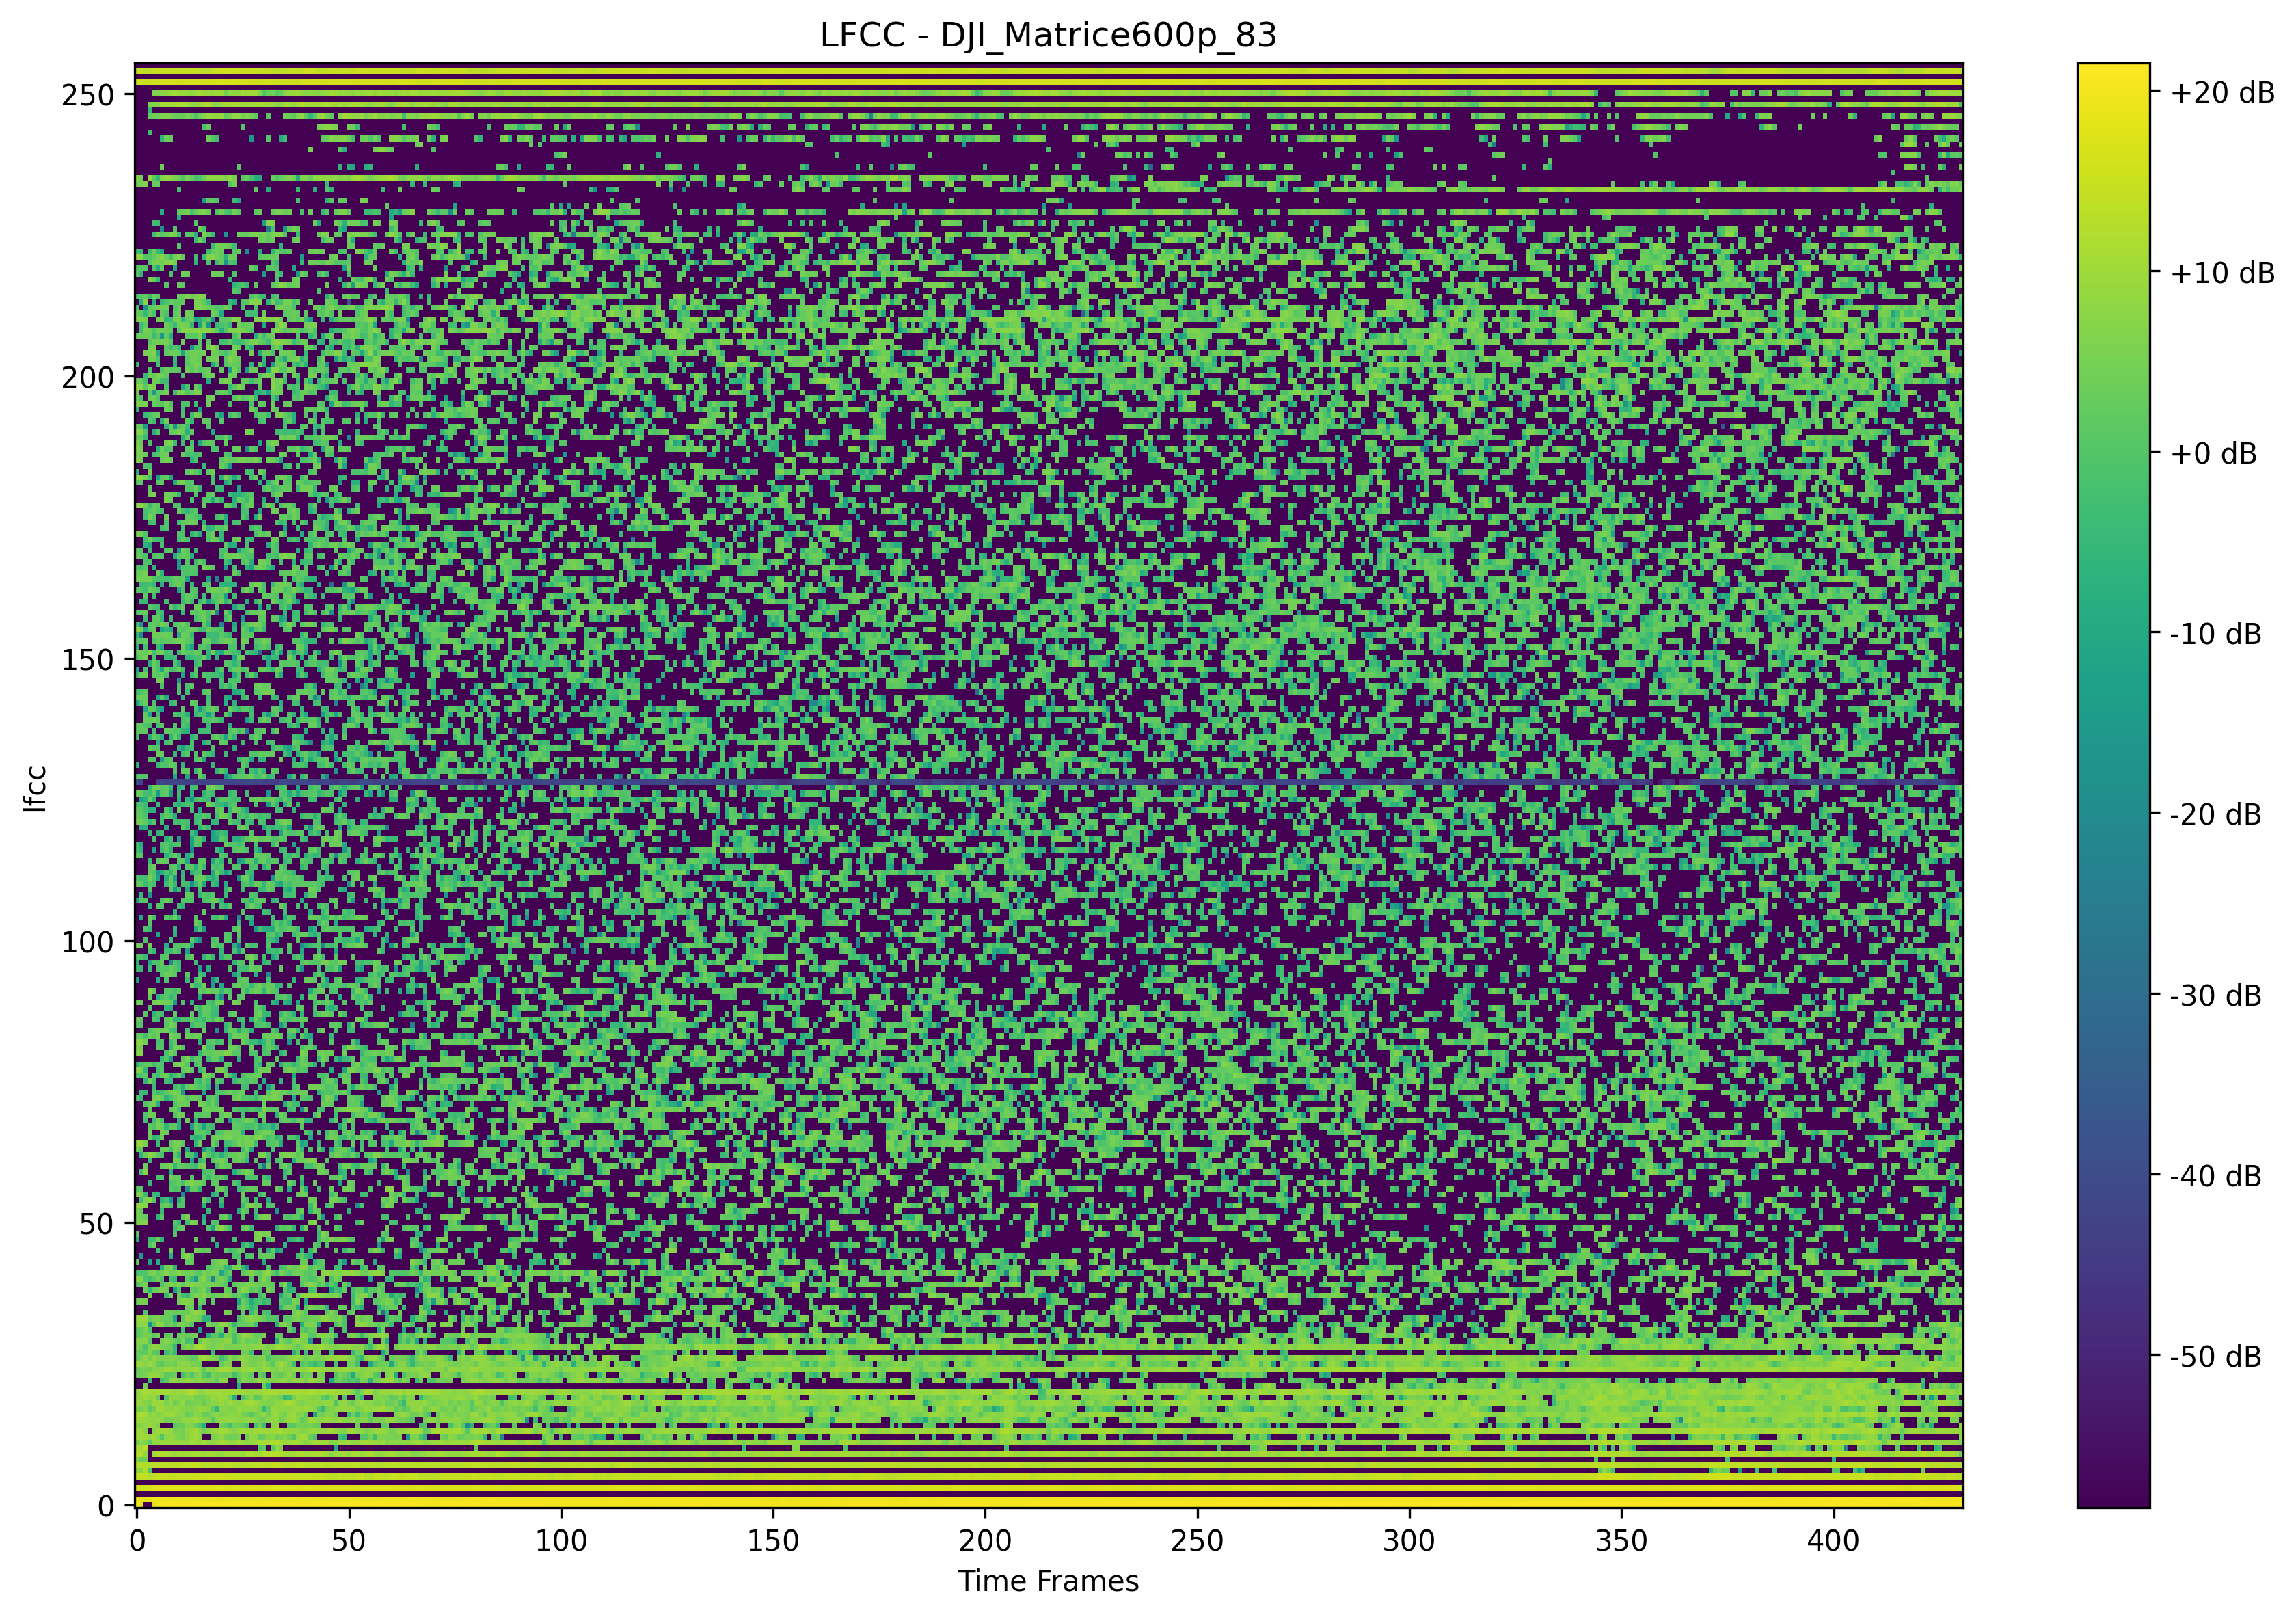 LFCC - DJI_Matrice600p_83
250
200
150
100
50
0
lfcc
0 50 100 150 200 250 300 350 400
Time Frames
+20 dB
+10 dB
+0 dB
-10 dB
-20 dB
-30 dB
-40 dB
-50 dB